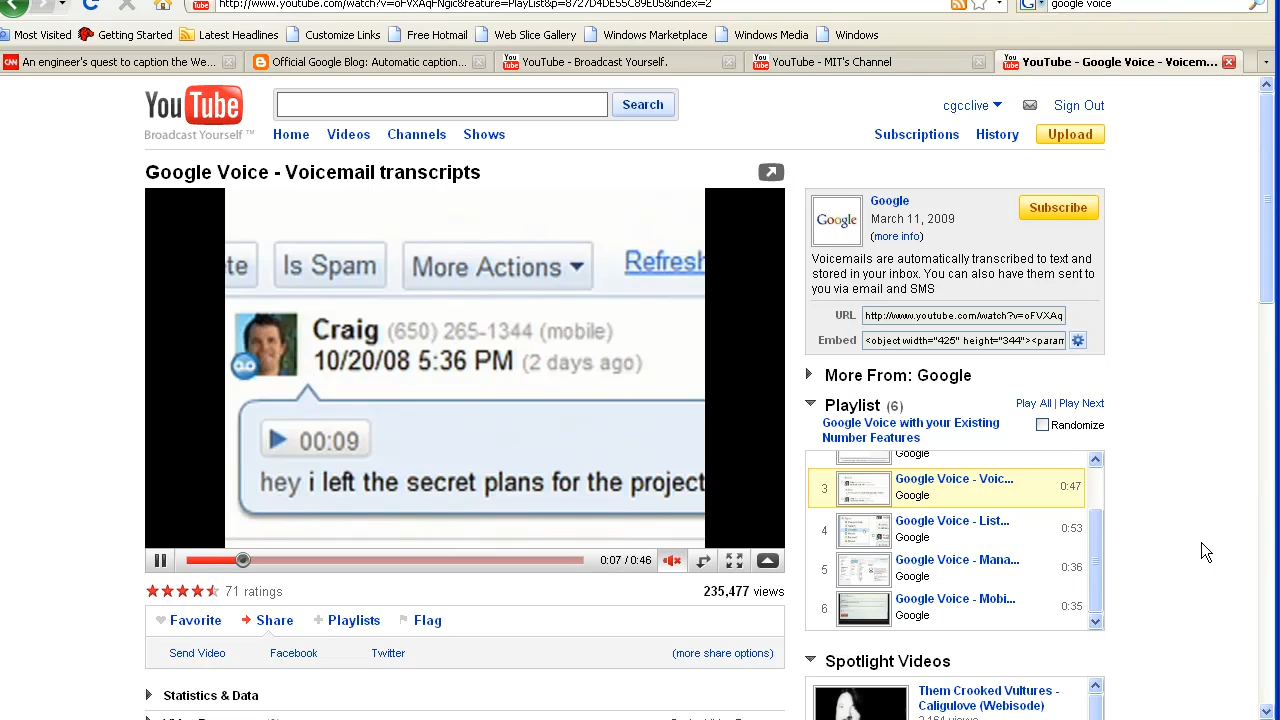 http://www.youtube.com/watch?v=oFVXAqFNgic&feature=PlayList&p=8727D4DE55C89E05&index=2
google voice
Most Visited Getting Started Latest Headlines Customize Links Free Hotmail Web Slice Gallery Windows Marketplace Windows Media Windows
An engineer's quest to caption the We... Official Google Blog: Automatic caption... YouTube - Broadcast Yourself. YouTube - MIT's Channel YouTube - Google Voice - Voicem...
YouTube
Broadcast Yourself ™
Search
cgcclive Sign Out
Home Videos Channels Shows
Subscriptions History Upload
Google Voice - Voicemail transcripts
te Is Spam More Actions Refresh
Craig (650) 265-1344 (mobile)
10/20/08 5:36 PM (2 days ago)
00:09
hey i left the secret plans for the project
0:07 / 0:46
71 ratings
235,477 views
Favorite Share Playlists Flag
Send Video Facebook Twitter (more share options)
Statistics & Data
Google
Google
March 11, 2009
(more info)
Subscribe
Voicemails are automatically transcribed to text and
stored in your inbox. You can also have them sent to
you via email and SMS
URL http://www.youtube.com/watch?v=oFVXAq
Embed <object width="425" height="344"><param
More From: Google
Playlist (6) Play All | Play Next
Google Voice with your Existing
Number Features
Randomize
Google
3 Google Voice - Voic... 0:47
Google
4 Google Voice - List... 0:53
Google
5 Google Voice - Mana... 0:36
Google
6 Google Voice - Mobi... 0:35
Google
Spotlight Videos
Them Crooked Vultures -
Caligulove (Webisode)